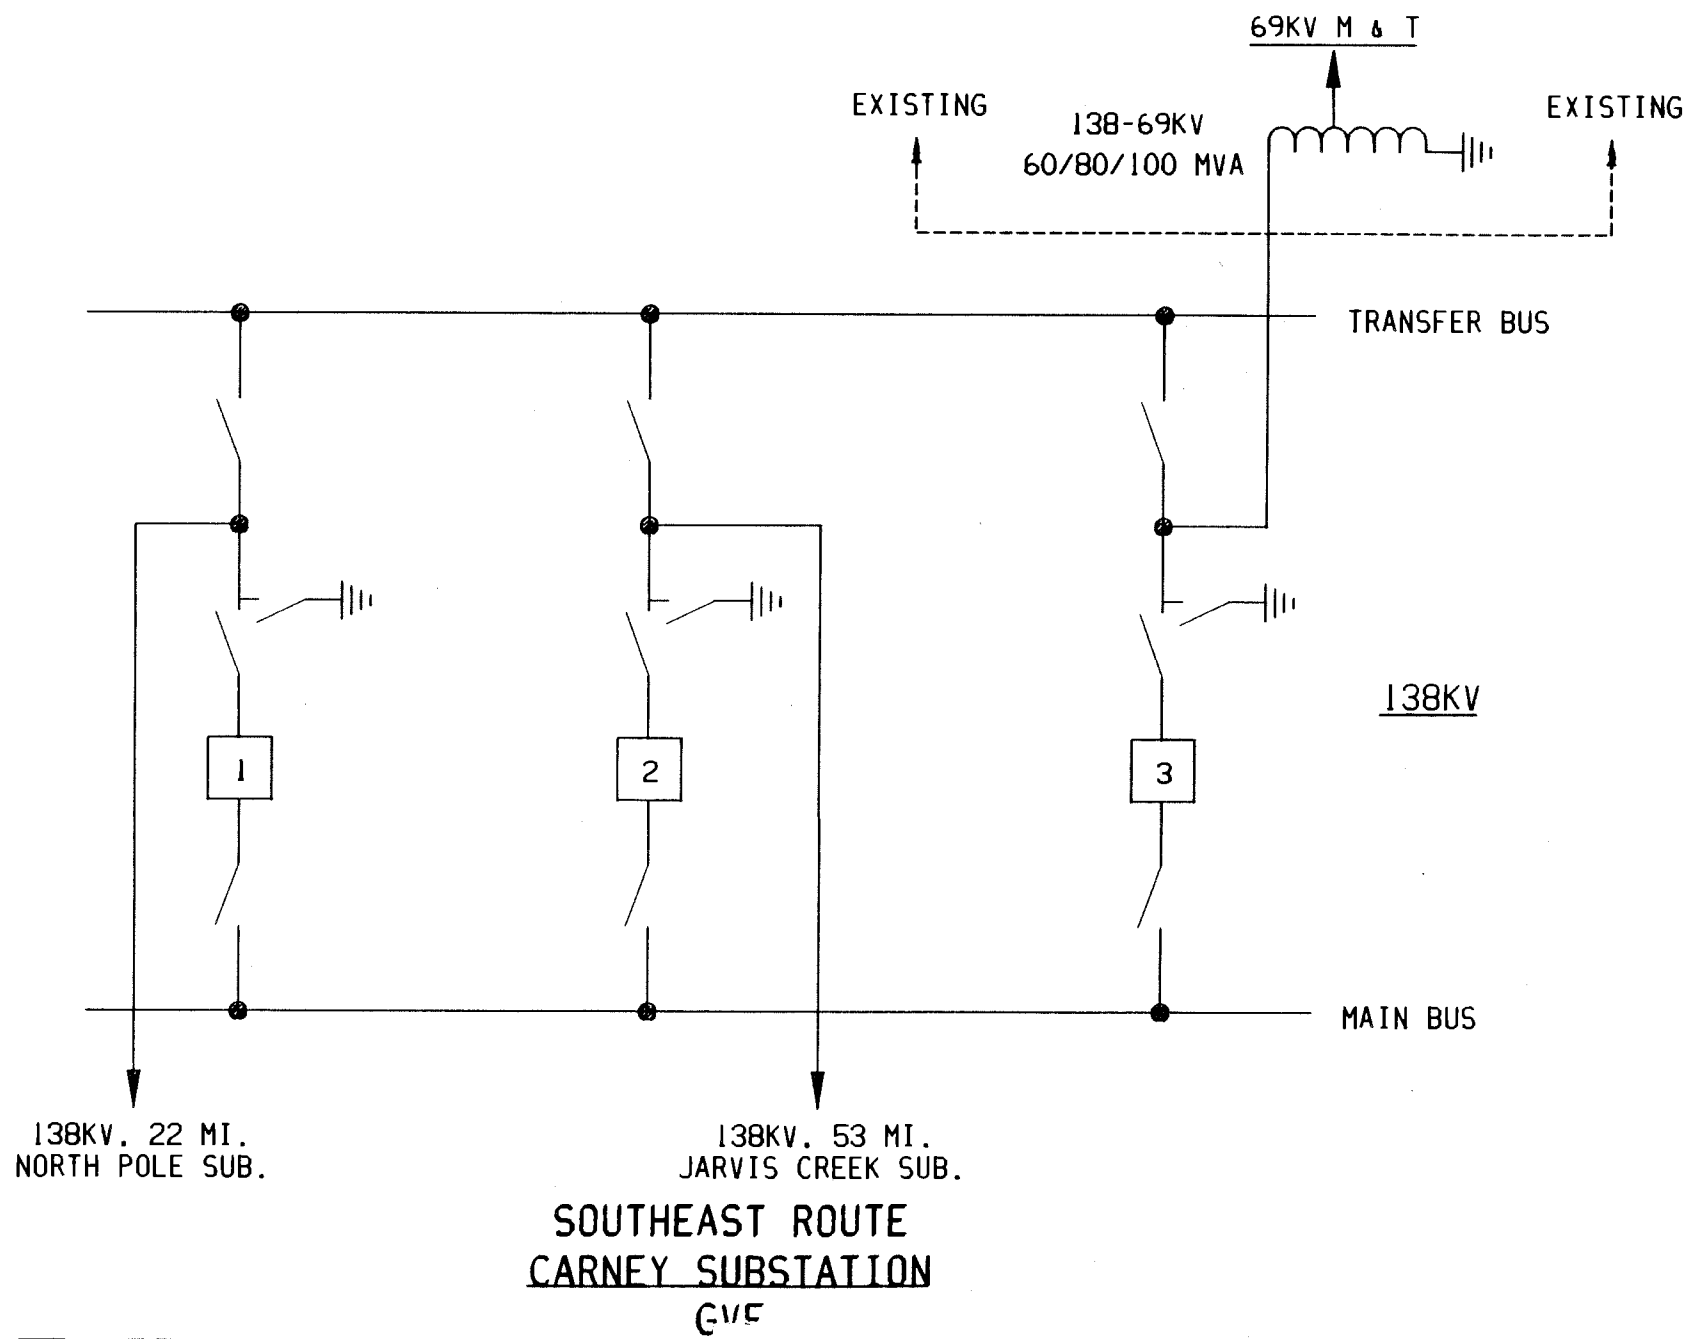 69KV M & T
EXISTING
138-69KV
60/80/100 MVA
EXISTING
TRANSFER BUS
138KV
1
2
3
MAIN BUS
138KV. 22 MI.
NORTH POLE SUB.
138KV. 53 MI.
JARVIS CREEK SUB.
SOUTHEAST ROUTE
CARNEY SUBSTATION